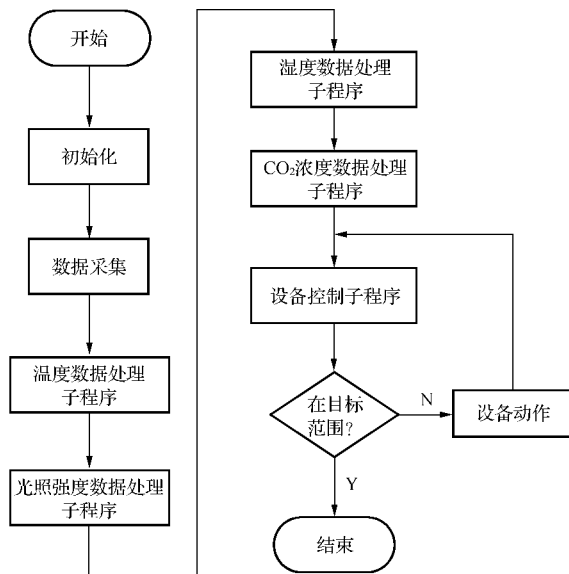 开始
初始化
数据采集
温度数据处理
子程序
光照强度数据处理
子程序
湿度数据处理
子程序
CO₂浓度数据处理
子程序
设备控制子程序
在目标
范围?
N
设备动作
Y
结束